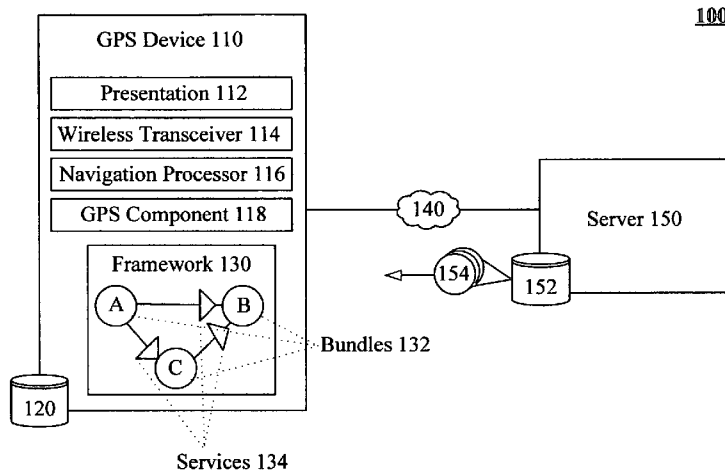 100
GPS Device 110
Presentation 112
Wireless Transceiver 114
Navigation Processor 116
GPS Component 118
140
Server 150
Framework 130
154
152
A
B
C
Bundles 132
120
Services 134